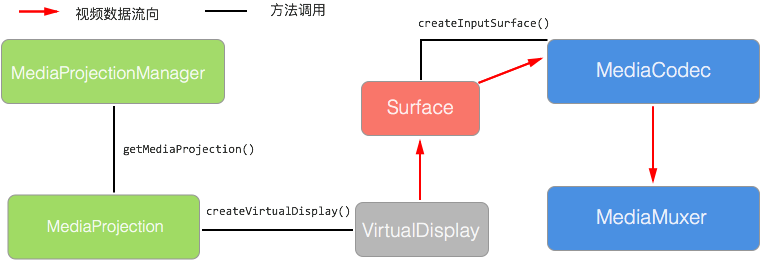 视频数据流向
方法调用
createInputSurface()
MediaProjectionManager
MediaCodec
Surface
getMediaProjection()
MediaProjection
createVirtualDisplay()
VirtualDisplay
MediaMuxer